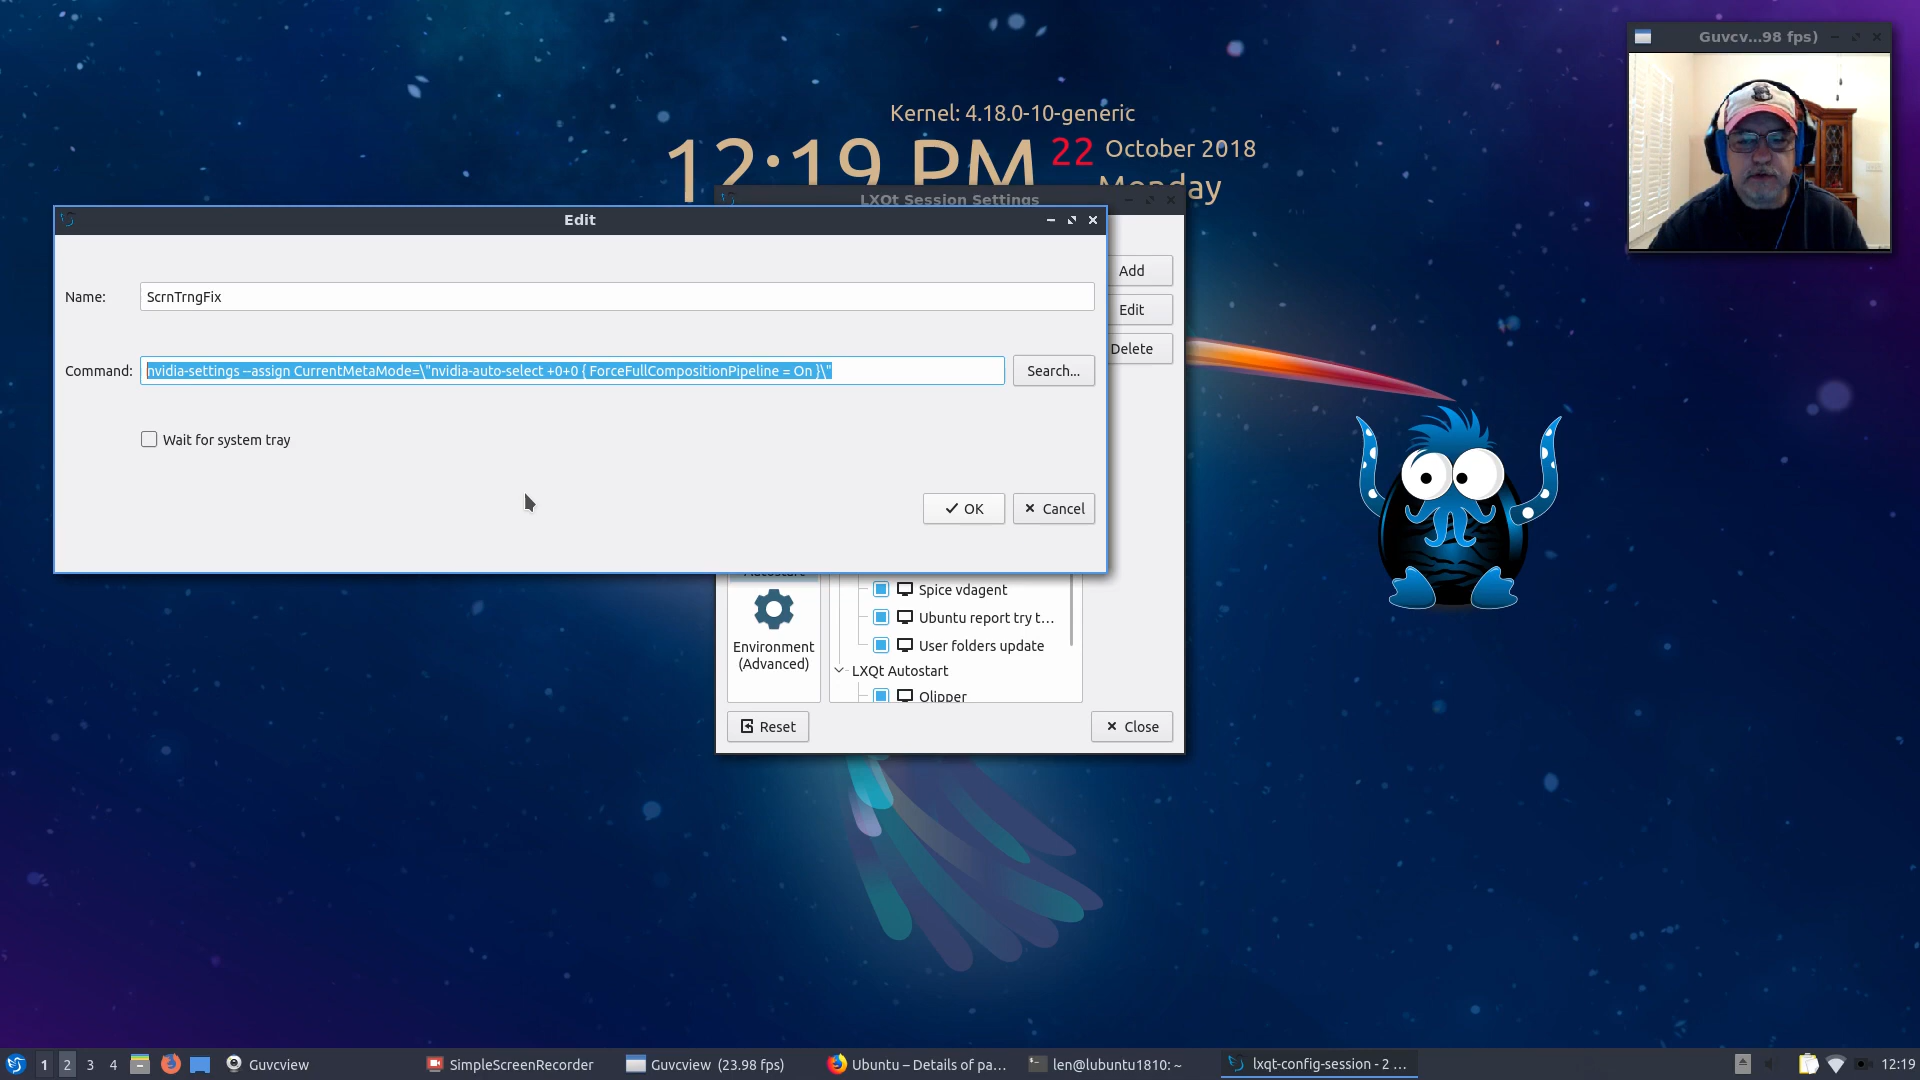 Guvcv...98 fps)
Kernel: 4.18.0-10-generic
12:19 PM 22 October 2018
Monday
LXQt Session Settings
Edit
Name: ScrnTrngFix
Command: nvidia-settings --assign CurrentMetaMode=\"nvidia-auto-select +0+0 { ForceFullCompositionPipeline = On }\" Search...
Wait for system tray
OK Cancel
Add
Edit
Delete
Autostart
Environment
(Advanced)
Spice vdagent
Ubuntu report try t...
User folders update
LXQt Autostart
Qlipper
Reset Close
1 2 3 4 Guvcview SimpleScreenRecorder Guvcview (23.98 fps) Ubuntu – Details of pa... len@lubuntu1810: ~ lxqt-config-session - 2 ... 12:19